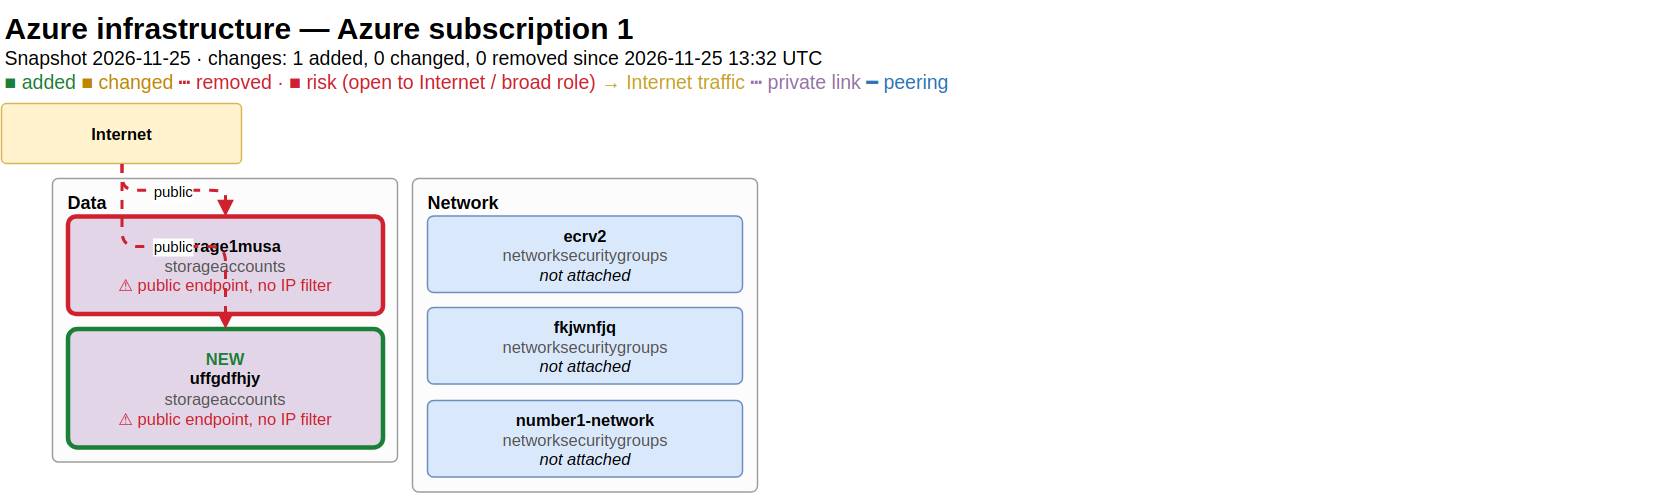 Azure infrastructure — Azure subscription 1
Snapshot 2026-11-25 · changes: 1 added, 0 changed, 0 removed since 2026-11-25 13:32 UTC
■ added ■ changed ┅ removed · ■ risk (open to Internet / broad role) → Internet traffic ┅ private link ━ peering
Internet
Data
public
public
storageaccounts
⚠ public endpoint, no IP filter
NEW
uffgdfhjy
storageaccounts
⚠ public endpoint, no IP filter
Network
ecrv2
networksecuritygroups
not attached
fkjwnfjq
networksecuritygroups
not attached
number1-network
networksecuritygroups
not attached